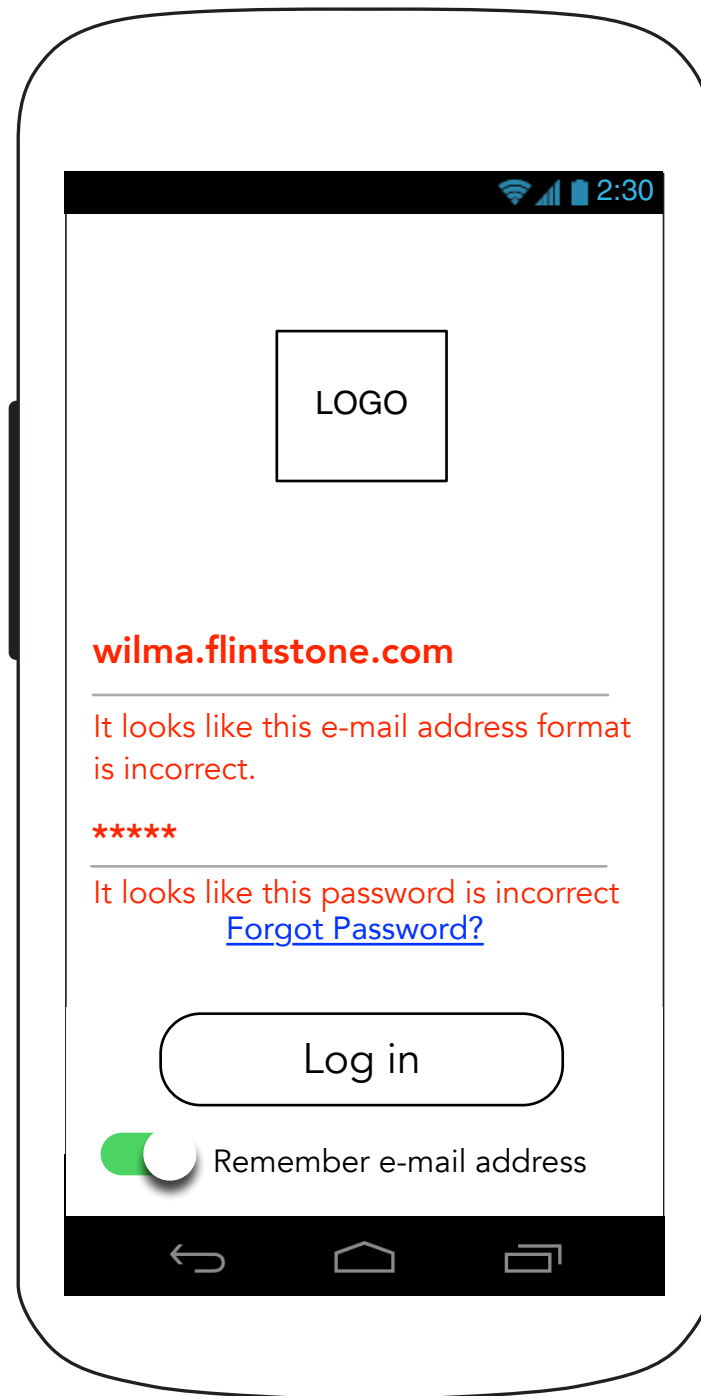 2:30
LOGO
wilma.flintstone.com
It looks like this e-mail address format
is incorrect.
*****
It looks like this password is incorrect
Forgot Password?
Log in
Remember e-mail address